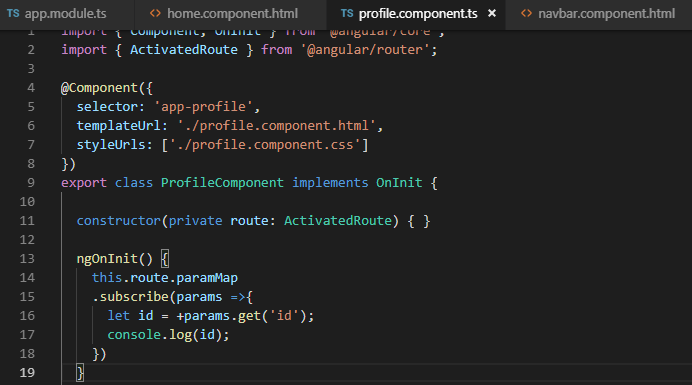 TS app.module.ts <> home.component.html TS profile.component.ts × <> navbar.component.html
1 import { Component, OnInit } from '@angular/core';
2 import { ActivatedRoute } from '@angular/router';
3
4 @Component({
5   selector: 'app-profile',
6   templateUrl: './profile.component.html',
7   styleUrls: ['./profile.component.css']
8 })
9 export class ProfileComponent implements OnInit {
10
11   constructor(private route: ActivatedRoute) { }
12
13   ngOnInit() {
14     this.route.paramMap
15     .subscribe(params =>{
16       let id = +params.get('id');
17       console.log(id);
18     })
19   }